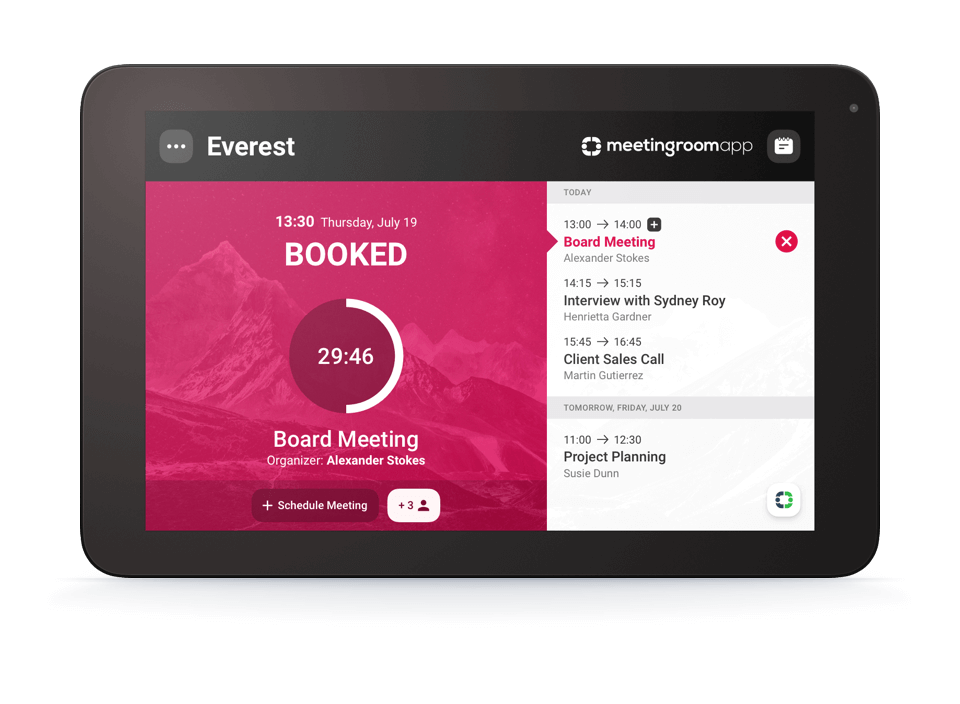 Everest
meetingroomapp
13:30 Thursday, July 19
BOOKED
29:46
Board Meeting
Organizer: Alexander Stokes
+ Schedule Meeting
+ 3
TODAY
13:00 → 14:00
Board Meeting
Alexander Stokes
14:15 → 15:15
Interview with Sydney Roy
Henrietta Gardner
15:45 → 16:45
Client Sales Call
Martin Gutierrez
TOMORROW, FRIDAY, JULY 20
11:00 → 12:30
Project Planning
Susie Dunn